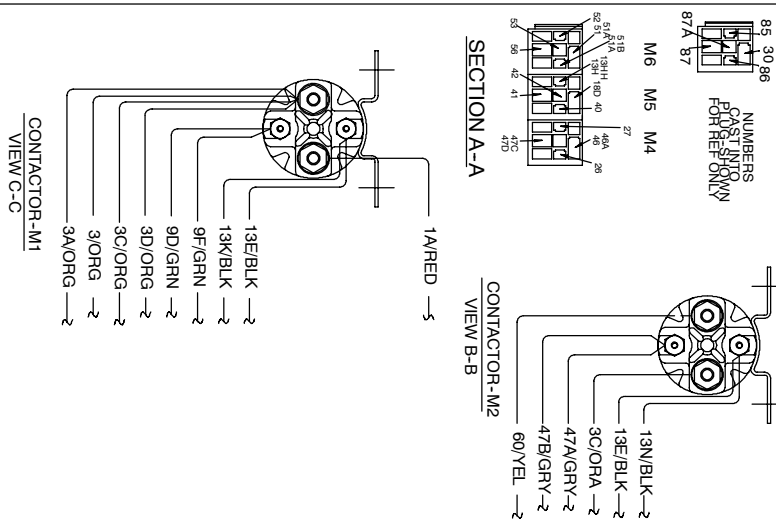 85
30
86
87A
87
NUMBERS
CAST INTO
PLUG-SHOWN
FOR REF ONLY
M6
M5
M4
53
52
51
51A
51B
51A
13H
13H
18D
40
27
46A
46
26
56
42
41
47C
47D
SECTION A-A
1A/RED
13E/BLK
13K/BLK
9F/GRN
9D/GRN
3D/ORG
3C/ORG
3/ORG
3A/ORG
CONTACTOR-M1
VIEW C-C
13N/BLK
13E/BLK
3C/ORA
47A/GRY
47B/GRY
60/YEL
CONTACTOR-M2
VIEW B-B